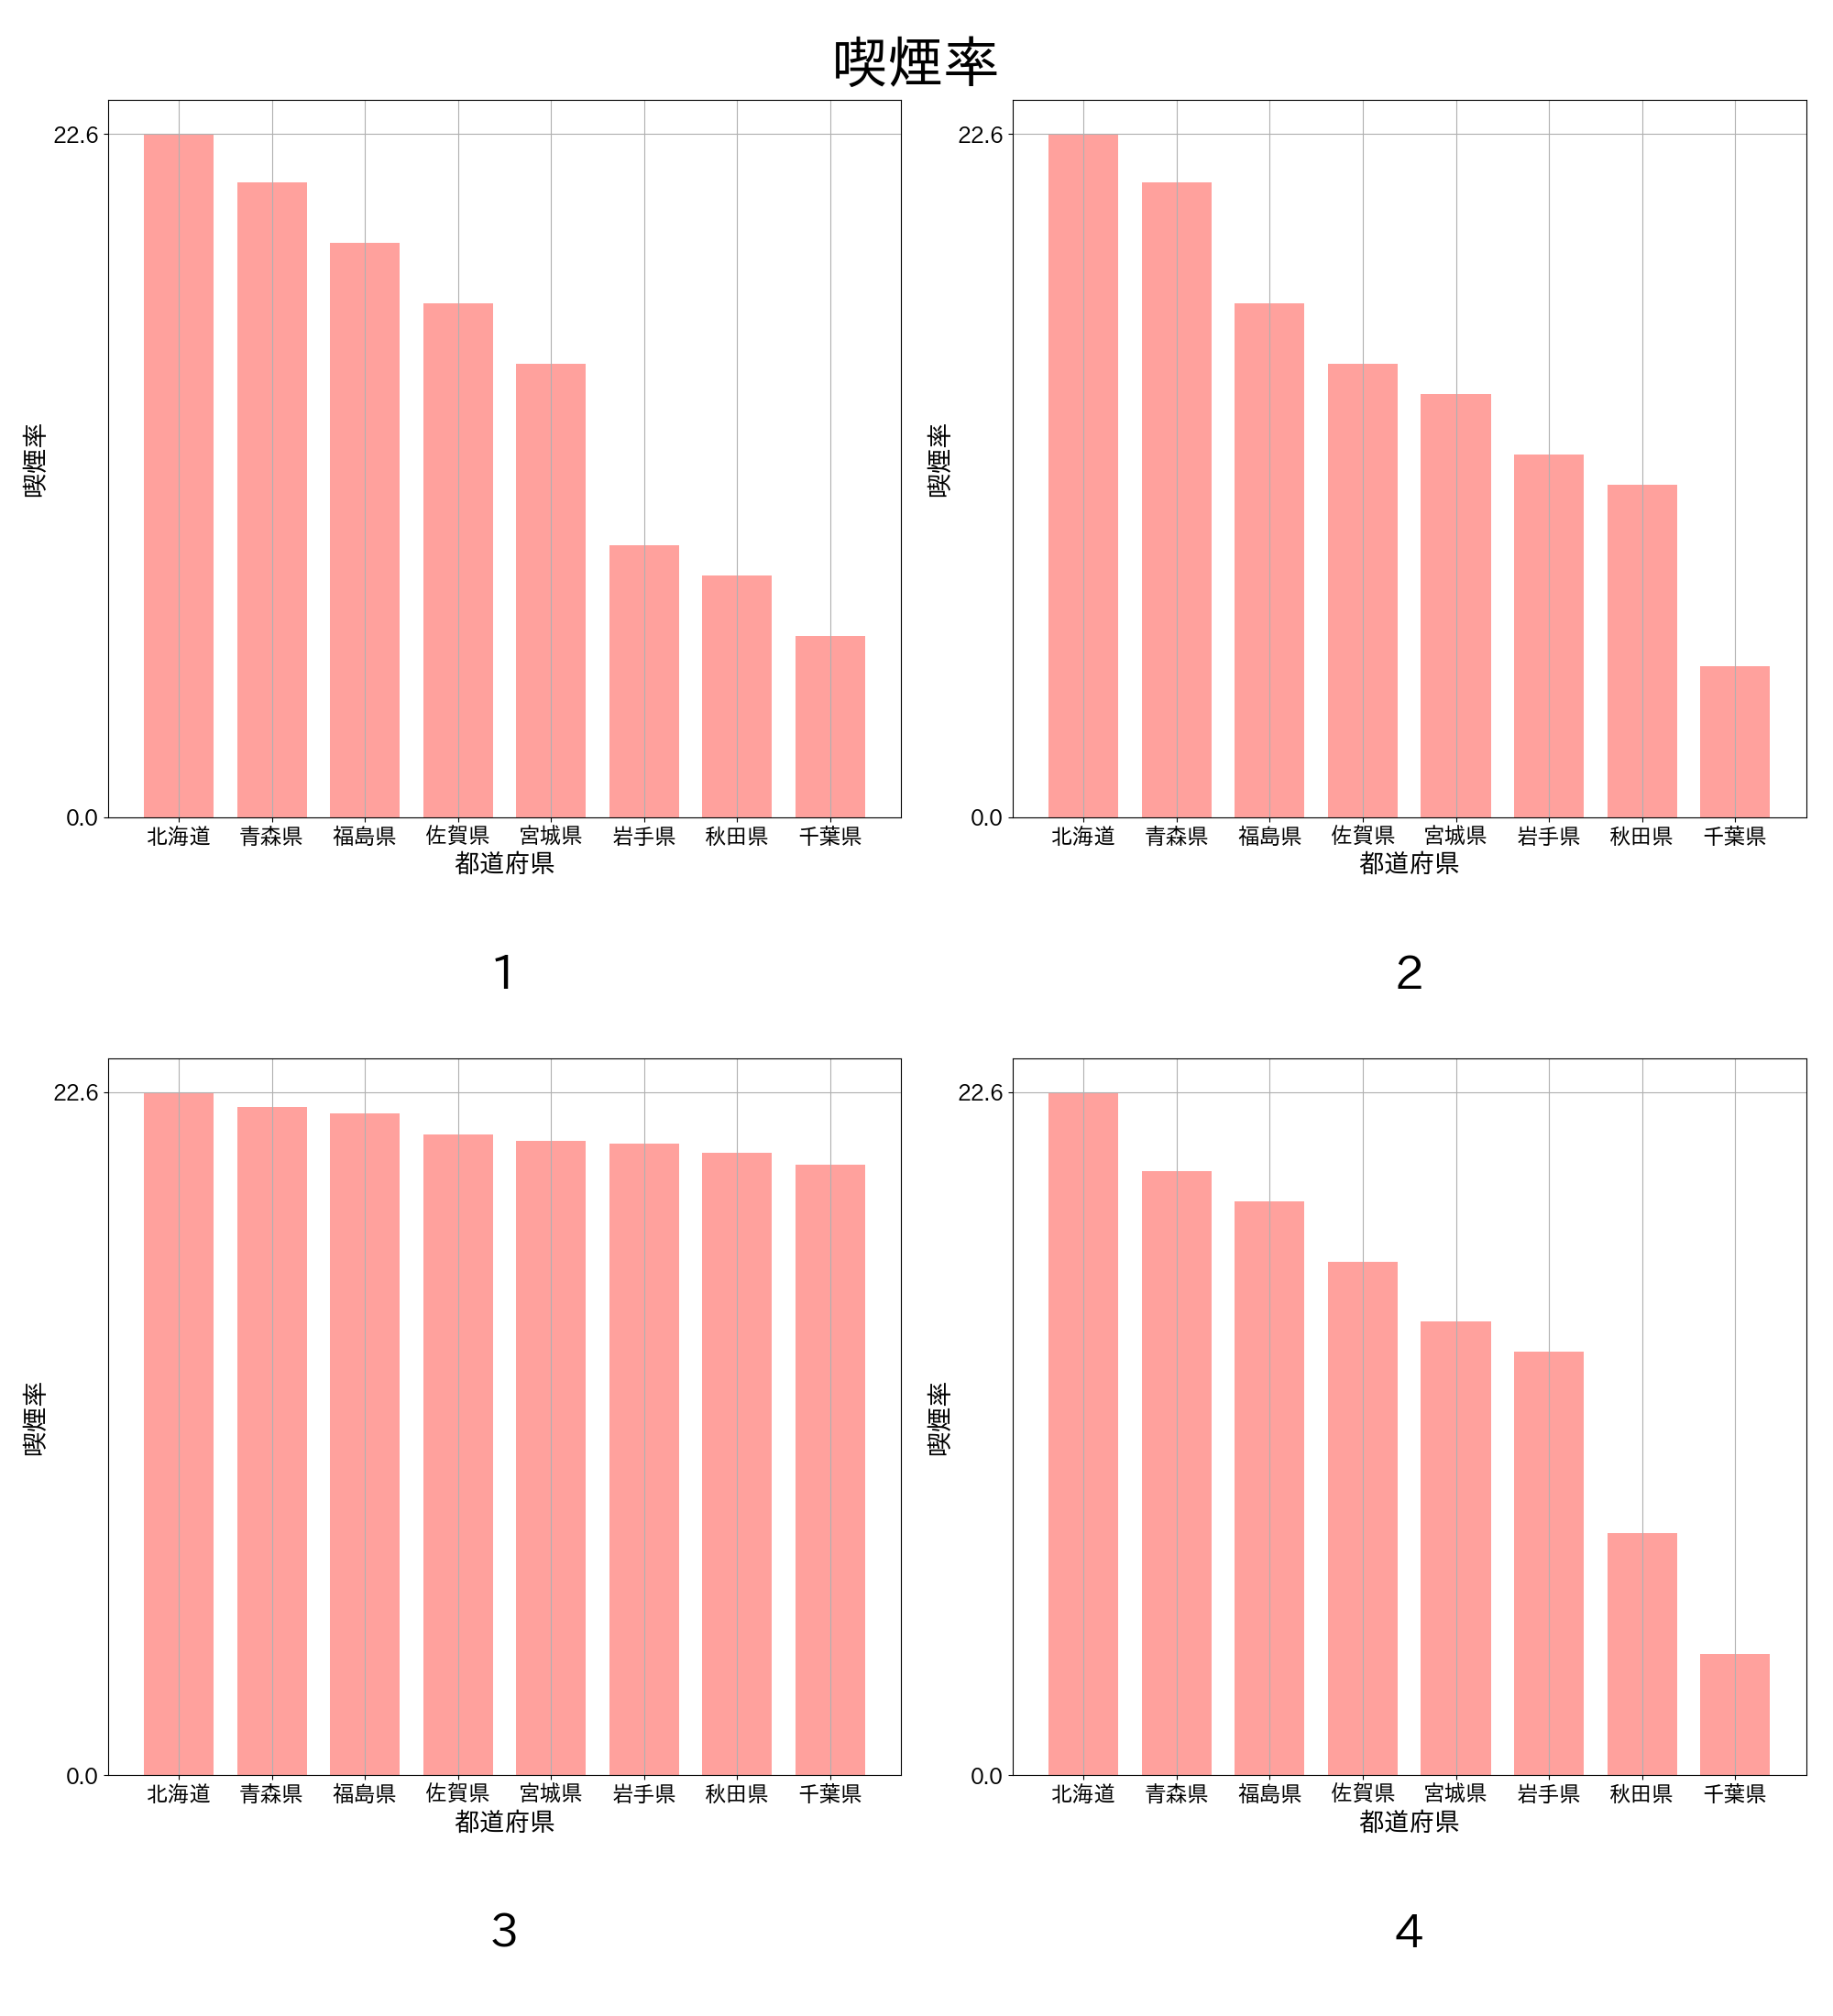 喫煙率
22.6
喫煙率
0.0
北海道 青森県 福島県 佐賀県 宮城県 岩手県 秋田県 千葉県
都道府県
1
22.6
喫煙率
0.0
北海道 青森県 福島県 佐賀県 宮城県 岩手県 秋田県 千葉県
都道府県
2
22.6
喫煙率
0.0
北海道 青森県 福島県 佐賀県 宮城県 岩手県 秋田県 千葉県
都道府県
3
22.6
喫煙率
0.0
北海道 青森県 福島県 佐賀県 宮城県 岩手県 秋田県 千葉県
都道府県
4